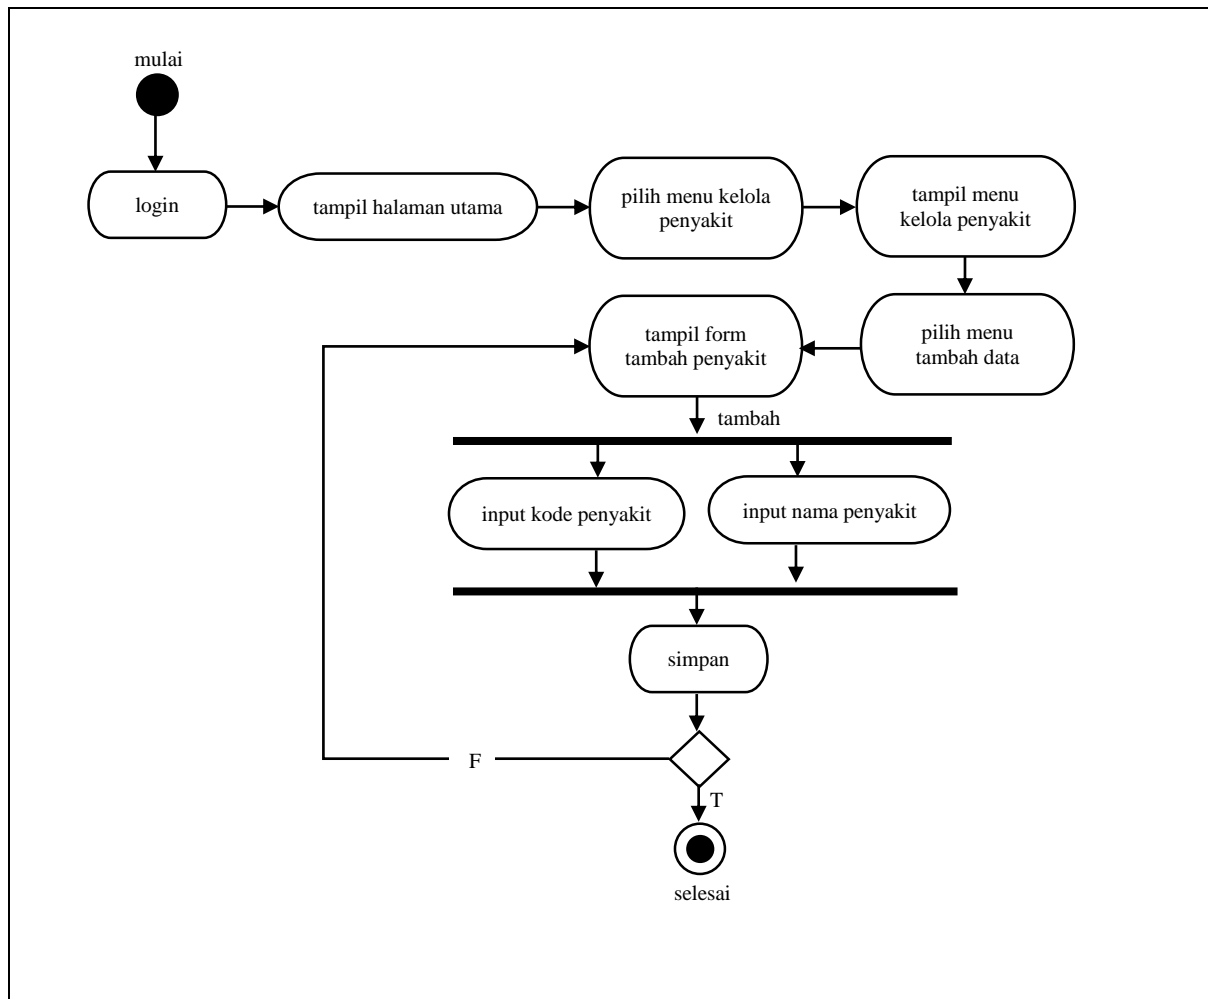 mulai
login
tampil halaman utama
pilih menu kelola
penyakit
tampil menu
kelola penyakit
pilih menu
tambah data
tampil form
tambah penyakit
tambah
input kode penyakit
input nama penyakit
simpan
F
T
selesai